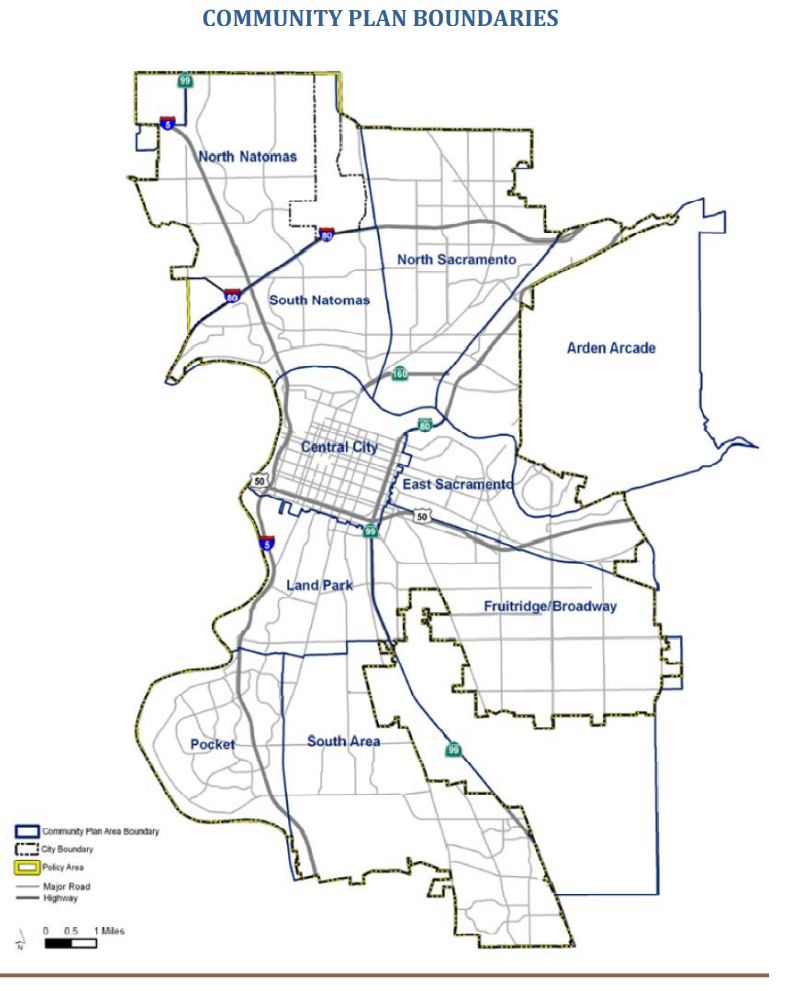 COMMUNITY PLAN BOUNDARIES
99
5
North Natomas
80
North Sacramento
80
South Natomas
Arden Arcade
160
80
Central City
50
East Sacramento
50
99
5
Land Park
Fruitridge/Broadway
Pocket
South Area
99
Community Plan Area Boundary
City Boundary
Policy Area
Major Road
Highway
0 0.5 1 Miles
N